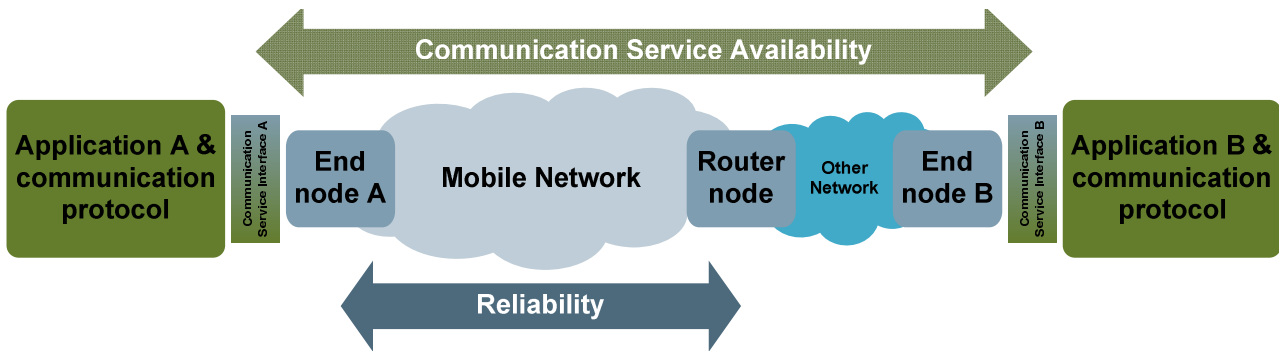 Communication Service Availability
Application A &
communication
protocol
Communication
Service Interface A
End
node A
Mobile Network
Router
node
Other
Network
End
node B
Communication
Service Interface B
Application B &
communication
protocol
Reliability